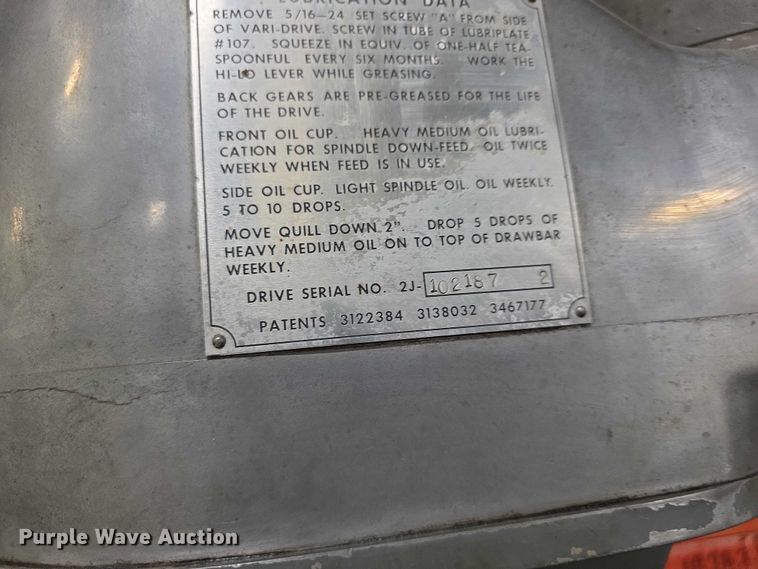 LUBRICATION DATA
REMOVE 5/16-24 SET SCREW "A" FROM SIDE
OF VARI-DRIVE. SCREW IN TUBE OF LUBRIPLATE
#107. SQUEEZE IN EQUIV. OF ONE-HALF TEA-
SPOONFUL EVERY SIX MONTHS. WORK THE
HI-LO LEVER WHILE GREASING.
BACK GEARS ARE PRE-GREASED FOR THE LIFE
OF THE DRIVE.
FRONT OIL CUP. HEAVY MEDIUM OIL LUBRI-
CATION FOR SPINDLE DOWN-FEED. OIL TWICE
WEEKLY WHEN FEED IS IN USE.
SIDE OIL CUP. LIGHT SPINDLE OIL. OIL WEEKLY.
5 TO 10 DROPS.
MOVE QUILL DOWN 2". DROP 5 DROPS OF
HEAVY MEDIUM OIL ON TO TOP OF DRAWBAR
WEEKLY.
DRIVE SERIAL NO. 2J-102187 2
PATENTS 3122384 3138032 3467177
Purple Wave Auction